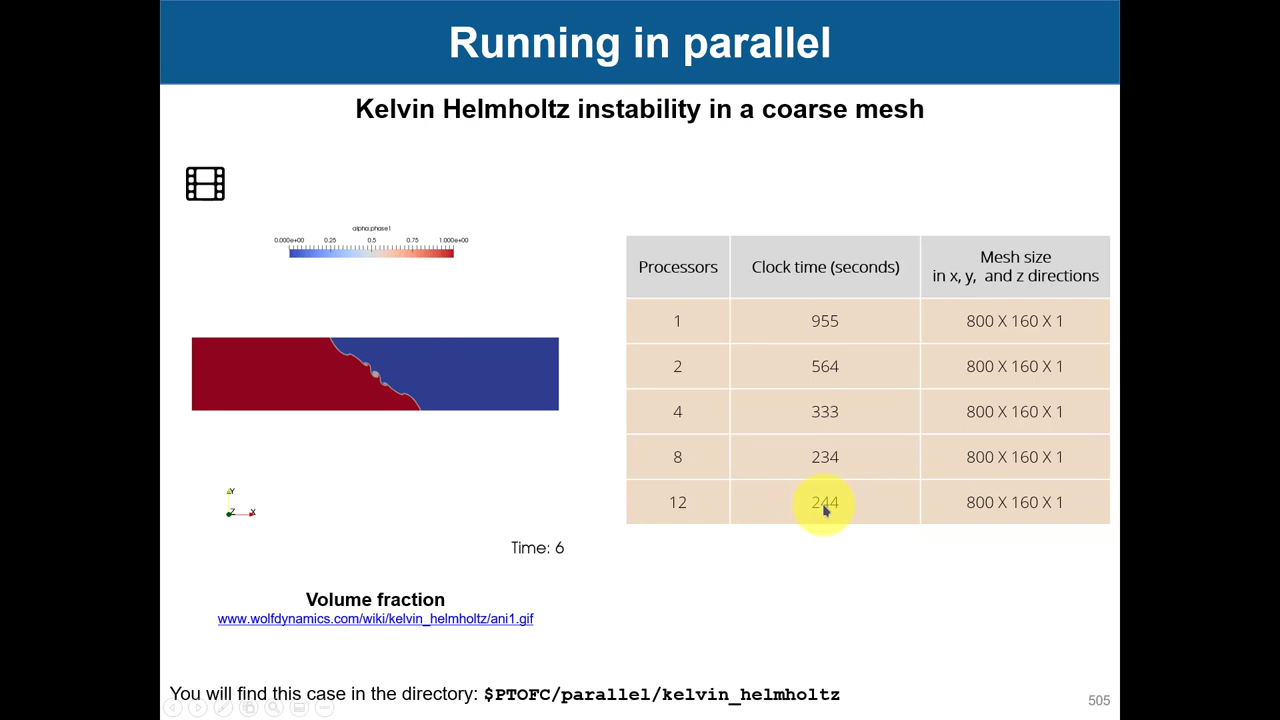 Running in parallel
Kelvin Helmholtz instability in a coarse mesh
alpha.phase1
0.000e+00 0.25 0.5 0.75 1.000e+00
Y
Z X
Time: 6
Volume fraction
www.wolfdynamics.com/wiki/kelvin_helmholtz/ani1.gif
Processors Clock time (seconds) Mesh size
in x, y, and z directions
1 955 800 X 160 X 1
2 564 800 X 160 X 1
4 333 800 X 160 X 1
8 234 800 X 160 X 1
12 244 800 X 160 X 1
You will find this case in the directory: $PTOFC/parallel/kelvin_helmholtz
505